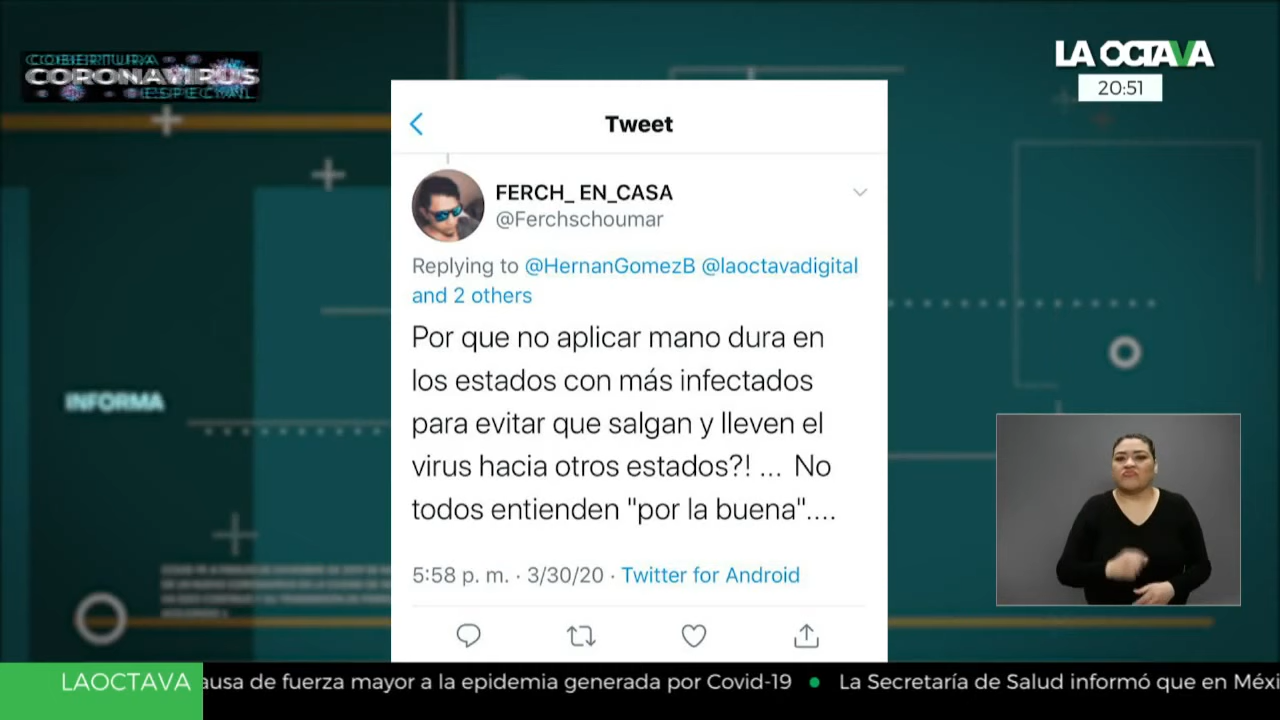 COBERTURA
CORONAVIRUS
ESPECIAL
LA OCTAVA
20:51
Tweet
FERCH_ EN_CASA
@Ferchschoumar
Replying to @HernanGomezB @laoctavadigital
and 2 others
Por que no aplicar mano dura en
los estados con más infectados
para evitar que salgan y lleven el
virus hacia otros estados?! ... No
todos entienden "por la buena"....
5:58 p. m. · 3/30/20 · Twitter for Android
INFORMA
LAOCTAVA ausa de fuerza mayor a la epidemia generada por Covid-19 • La Secretaría de Salud informó que en Méxi